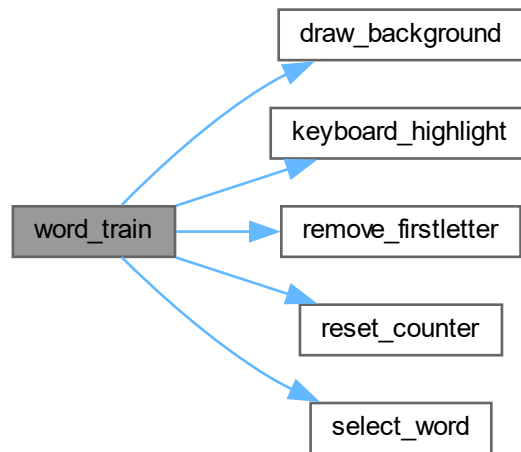 draw_background
keyboard_highlight
word_train
remove_firstletter
reset_counter
select_word